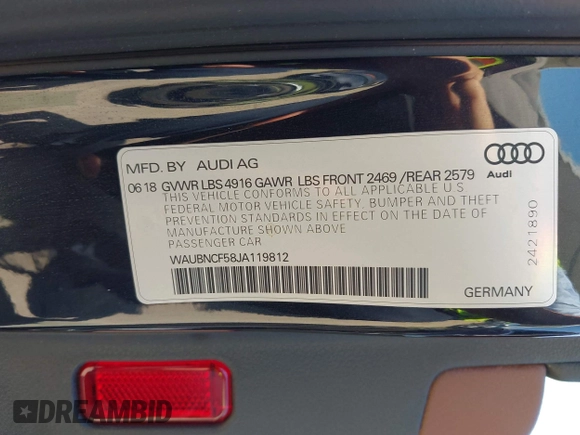 MFD. BY AUDI AG
06 18 GVWR LBS 4916 GAWR LBS FRONT 2469 /REAR 2579
THIS VEHICLE CONFORMS TO ALL APPLICABLE U S
FEDERAL MOTOR VEHICLE SAFETY, BUMPER AND THEFT
PREVENTION STANDARDS IN EFFECT ON THE DATE OF
MANUFACTURE SHOWN ABOVE
PASSENGER CAR
WAUBNCF58JA119812
Audi
2421890
GERMANY
DREAMBID